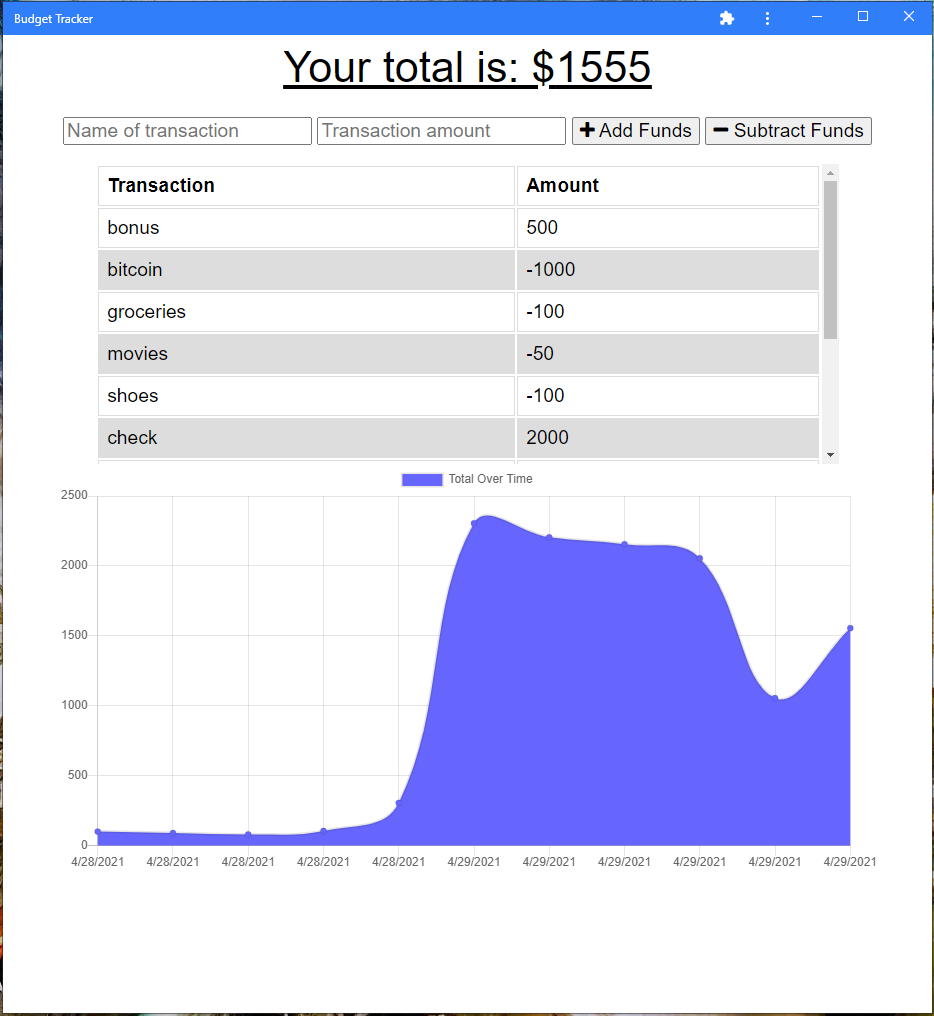 Budget Tracker
Your total is: $1555
Name of transaction Transaction amount Add Funds Subtract Funds
Transaction Amount
bonus 500
bitcoin -1000
groceries -100
movies -50
shoes -100
check 2000
Total Over Time
2500
2000
1500
1000
500
0
4/28/2021 4/28/2021 4/28/2021 4/28/2021 4/28/2021 4/29/2021 4/29/2021 4/29/2021 4/29/2021 4/29/2021 4/29/2021